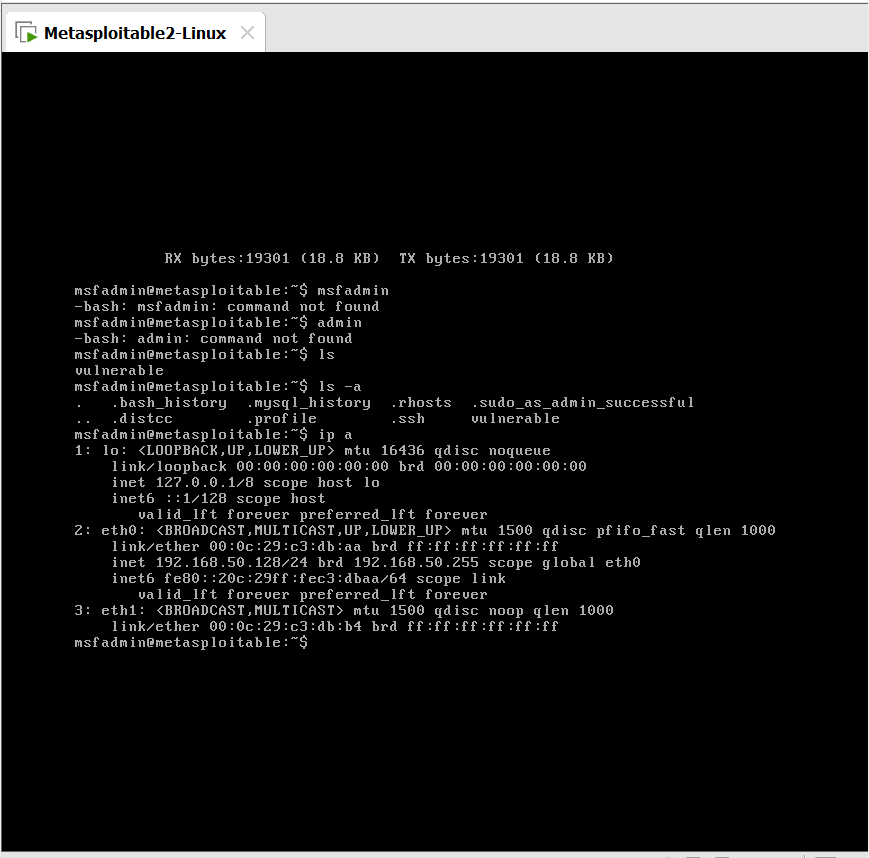 Metasploitable2-Linux
RX bytes:19301 (18.8 KB)  TX bytes:19301 (18.8 KB)
msfadmin@metasploitable:~$ msfadmin
-bash: msfadmin: command not found
msfadmin@metasploitable:~$ admin
-bash: admin: command not found
msfadmin@metasploitable:~$ ls
vulnerable
msfadmin@metasploitable:~$ ls -a
.   .bash_history  .mysql_history  .rhosts  .sudo_as_admin_successful
..  .distcc        .profile        .ssh     vulnerable
msfadmin@metasploitable:~$ ip a
1: lo: <LOOPBACK,UP,LOWER_UP> mtu 16436 qdisc noqueue
    link/loopback 00:00:00:00:00:00 brd 00:00:00:00:00:00
    inet 127.0.0.1/8 scope host lo
    inet6 ::1/128 scope host
       valid_lft forever preferred_lft forever
2: eth0: <BROADCAST,MULTICAST,UP,LOWER_UP> mtu 1500 qdisc pfifo_fast qlen 1000
    link/ether 00:0c:29:c3:db:aa brd ff:ff:ff:ff:ff:ff
    inet 192.168.50.128/24 brd 192.168.50.255 scope global eth0
    inet6 fe80::20c:29ff:fec3:dbaa/64 scope link
       valid_lft forever preferred_lft forever
3: eth1: <BROADCAST,MULTICAST> mtu 1500 qdisc noop qlen 1000
    link/ether 00:0c:29:c3:db:b4 brd ff:ff:ff:ff:ff:ff
msfadmin@metasploitable:~$